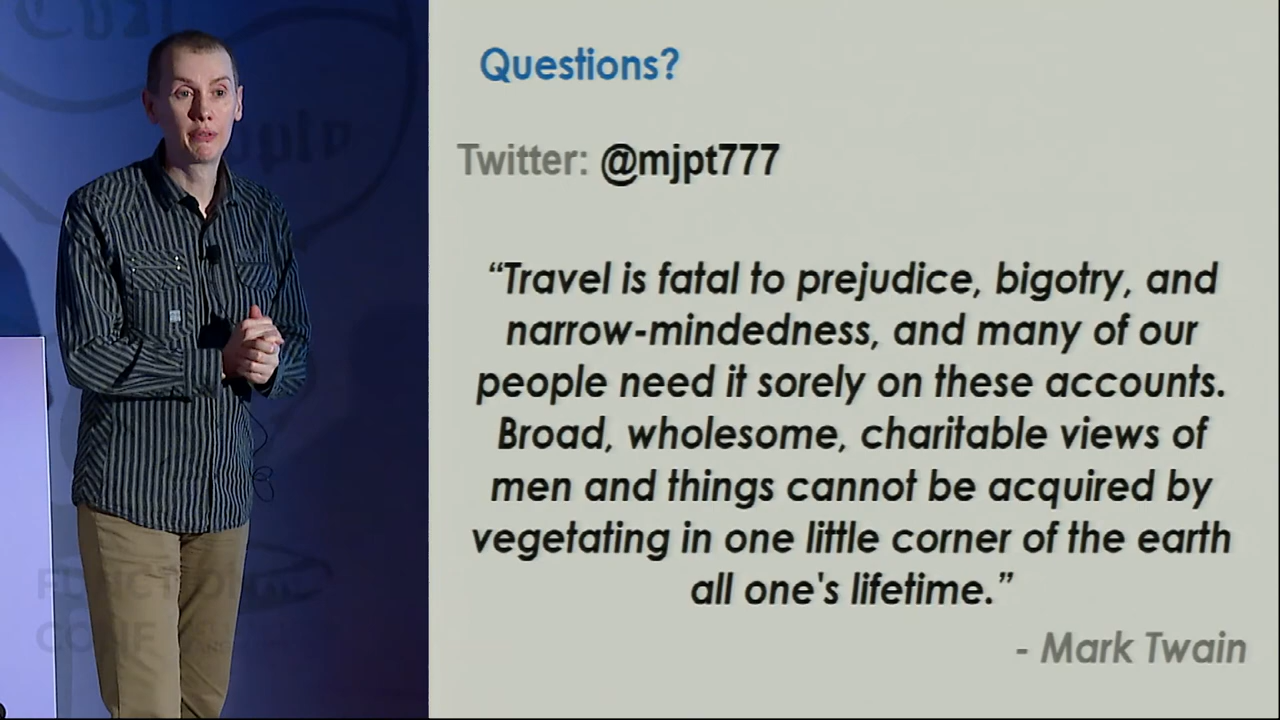 Questions?
Twitter: @mjpt777
“Travel is fatal to prejudice, bigotry, and
narrow-mindedness, and many of our
people need it sorely on these accounts.
Broad, wholesome, charitable views of
men and things cannot be acquired by
vegetating in one little corner of the earth
all one's lifetime.”
- Mark Twain
FUNCTIONAL
CONF